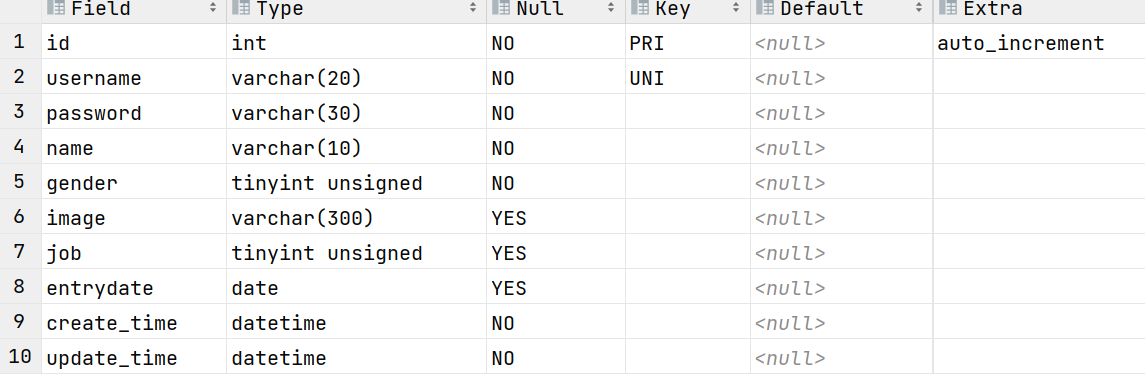 Field Type Null Key Default Extra
1 id int NO PRI <null> auto_increment
2 username varchar(20) NO UNI <null>
3 password varchar(30) NO <null>
4 name varchar(10) NO <null>
5 gender tinyint unsigned NO <null>
6 image varchar(300) YES <null>
7 job tinyint unsigned YES <null>
8 entrydate date YES <null>
9 create_time datetime NO <null>
10 update_time datetime NO <null>